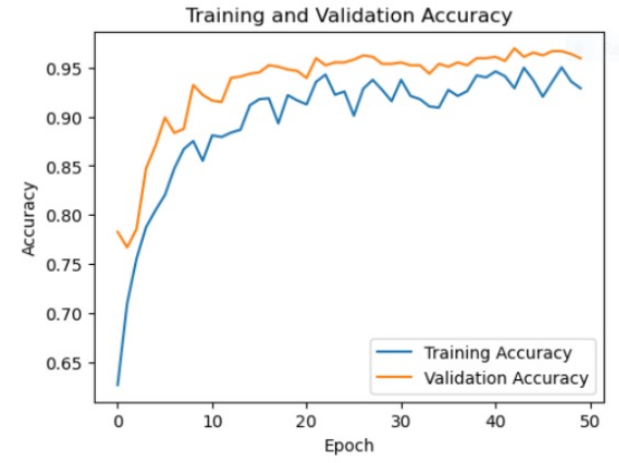 Training and Validation Accuracy
0.95
0.90
0.85
0.80
0.75
0.70
0.65
Accuracy
Training Accuracy
Validation Accuracy
0 10 20 30 40 50
Epoch